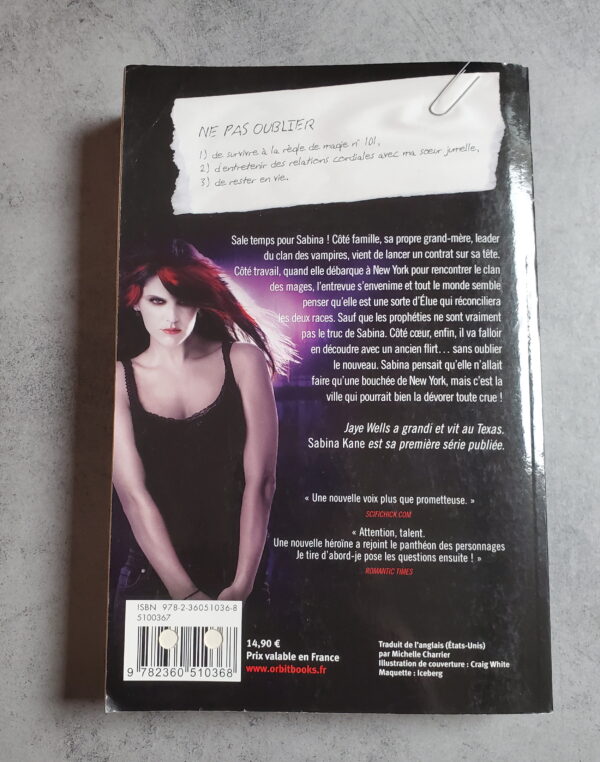 NE PAS OUBLIER
1) de survivre à la règle de magie n° 101,
2) d'entretenir des relations cordiales avec ma sœur jumelle,
3) de rester en vie.
Sale temps pour Sabina ! Côté famille, sa propre grand-mère, leader
du clan des vampires, vient de lancer un contrat sur sa tête.
Côté travail, quand elle débarque à New York pour rencontrer le clan
des mages, l'entrevue s'envenime et tout le monde semble
penser qu'elle est une sorte d'Élue qui réconciliera
les deux races. Sauf que les prophéties ne sont vraiment
pas le truc de Sabina. Côté cœur, enfin, il va falloir
en découdre avec un ancien flirt… sans oublier
le nouveau. Sabina pensait qu'elle n'allait
faire qu'une bouchée de New York, mais c'est la
ville qui pourrait bien la dévorer toute crue !
Jaye Wells a grandi et vit au Texas.
Sabina Kane est sa première série publiée.
« Une nouvelle voix plus que prometteuse. »
SCIFICHICK.COM
« Attention, talent.
Une nouvelle héroïne a rejoint le panthéon des personnages
Je tire d'abord-je pose les questions ensuite ! »
ROMANTIC TIMES
ISBN 978-2-36051036-8
5100367
9 782360 510368
14,90 €
Prix valable en France
www.orbitbooks.fr
Traduit de l'anglais (États-Unis)
par Michelle Charrier
Illustration de couverture : Craig White
Maquette : Iceberg